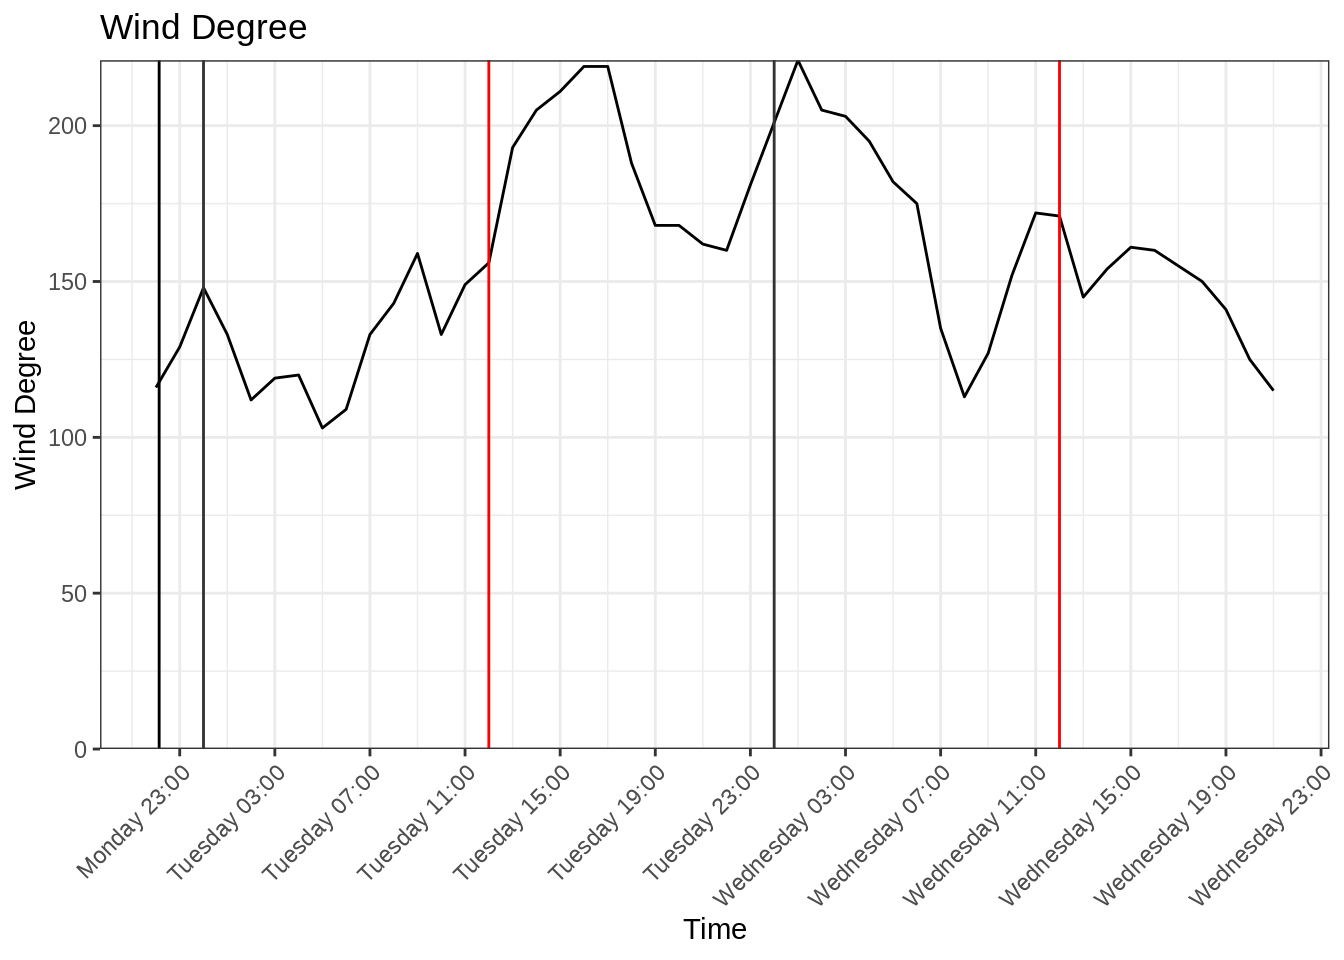 Wind Degree
Wind Degree
200
150
100
50
0
Monday 23:00
Tuesday 03:00
Tuesday 07:00
Tuesday 11:00
Tuesday 15:00
Tuesday 19:00
Tuesday 23:00
Wednesday 03:00
Wednesday 07:00
Wednesday 11:00
Wednesday 15:00
Wednesday 19:00
Wednesday 23:00
Time